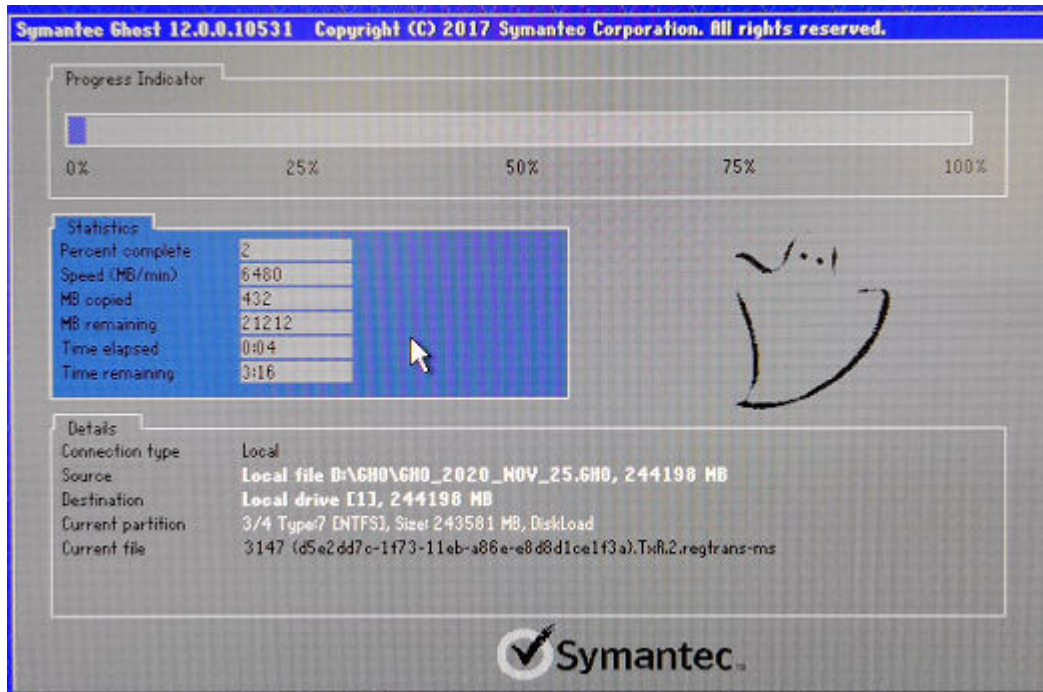 Symantec Ghost 12.0.0.10531 Copyright (C) 2017 Symantec Corporation. All rights reserved.
Progress Indicator
0% 25% 50% 75% 100%
Statistics
Percent complete 2
Speed (MB/min) 6480
MB copied 432
MB remaining 21212
Time elapsed 0:04
Time remaining 3:16
Details
Connection type Local
Source Local file D:\GHO\GHO_2020_NOV_25.GHO, 244198 MB
Destination Local drive [1], 244198 MB
Current partition 3/4 Type:7 [NTFS], Size: 243581 MB, DiskLoad
Current file 3147 {d5e2dd7c-1f73-11eb-a86e-e8d8d1ce1f3a}.TxR.2.regtrans-ms
Symantec.